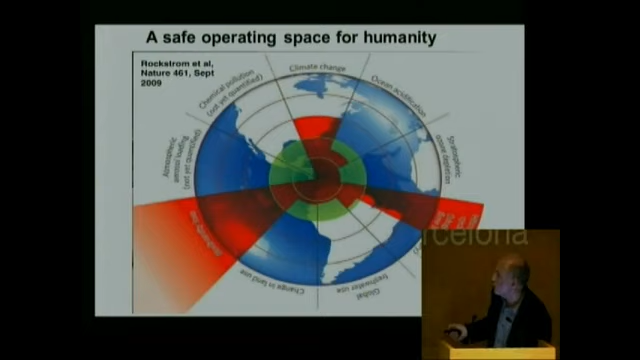 A safe operating space for humanity
Rockstrom et al,
Nature 461, Sept
2009
Climate change
Ocean acidification
Stratospheric
ozone depletion
Global
freshwater use
Change in land use
Biodiversity loss
Atmospheric
aerosol loading
(not yet quantified)
Chemical pollution
(not yet quantified)
rcelona